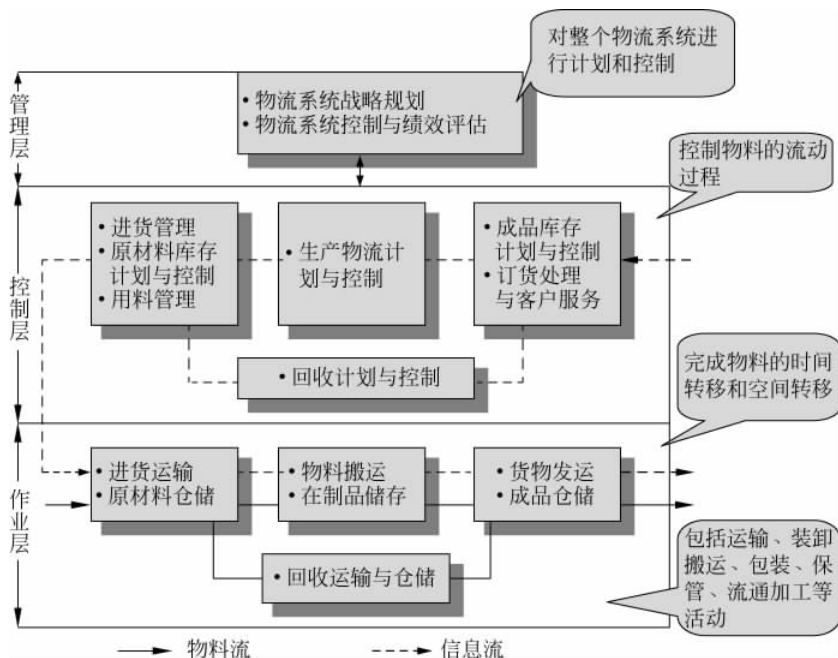 对整个物流系统进
行计划和控制
管理层
• 物流系统战略规划
• 物流系统控制与绩效评估
控制物料的流动
过程
控制层
• 进货管理
• 原材料库存
计划与控制
• 用料管理
• 生产物流计
划与控制
• 成品库存
计划与控制
• 订货处理
与客户服务
• 回收计划与控制
完成物料的时间
转移和空间转移
作业层
• 进货运输
• 原材料仓储
• 物料搬运
• 在制品储存
• 货物发运
• 成品仓储
• 回收运输与仓储
包括运输、装卸
搬运、包装、保
管、流通加工等
活动
物料流
信息流